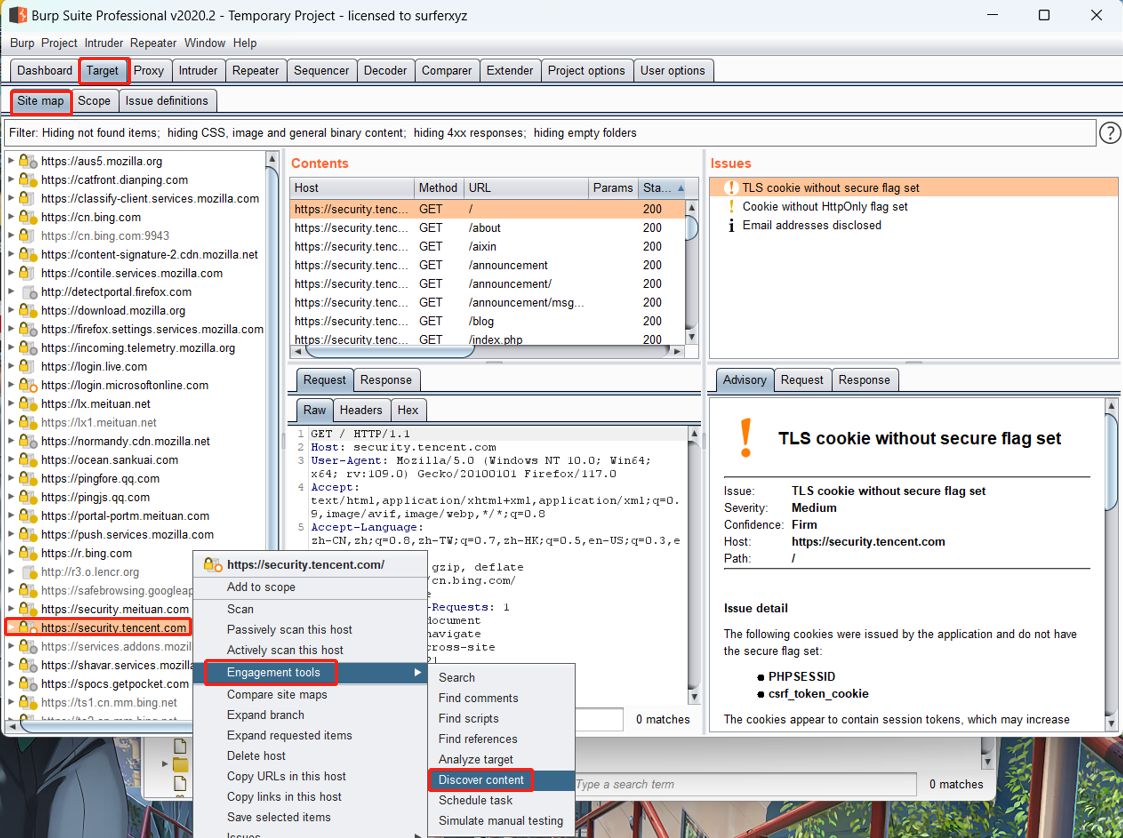 Burp Suite Professional v2020.2 - Temporary Project - licensed to surferxyz
Burp Project Intruder Repeater Window Help
Dashboard Target Proxy Intruder Repeater Sequencer Decoder Comparer Extender Project options User options
Site map Scope Issue definitions
Filter: Hiding not found items; hiding CSS, image and general binary content; hiding 4xx responses; hiding empty folders
?
https://aus5.mozilla.org
https://catfront.dianping.com
https://classify-client.services.mozilla.com
https://cn.bing.com
https://cn.bing.com:9943
https://content-signature-2.cdn.mozilla.net
https://contile.services.mozilla.com
http://detectportal.firefox.com
https://download.mozilla.org
https://firefox.settings.services.mozilla.com
https://incoming.telemetry.mozilla.org
https://login.live.com
https://login.microsoftonline.com
https://lx.meituan.net
https://lx1.meituan.net
https://normandy.cdn.mozilla.net
https://ocean.sankuai.com
https://pingfore.qq.com
https://pingjs.qq.com
https://portal-portm.meituan.com
https://push.services.mozilla.com
https://r.bing.com
http://r3.o.lencr.org
https://safebrowsing.googleap
https://security.meituan.com
https://security.tencent.com
https://services.addons.mozil
https://shavar.services.mozilla
https://spocs.getpocket.com
https://ts1.cn.mm.bing.net
https://ts2.cn.mm.bing.net
Contents
Host Method URL Params Sta...
https://security.tenc... GET / 200
https://security.tenc... GET /about 200
https://security.tenc... GET /aixin 200
https://security.tenc... GET /announcement 200
https://security.tenc... GET /announcement/ 200
https://security.tenc... GET /announcement/msg... 200
https://security.tenc... GET /blog 200
https://security.tenc... GET /index.php 200
Request Response
Raw Headers Hex
1 GET / HTTP/1.1
2 Host: security.tencent.com
3 User-Agent: Mozilla/5.0 (Windows NT 10.0; Win64;
x64; rv:109.0) Gecko/20100101 Firefox/117.0
4 Accept:
text/html,application/xhtml+xml,application/xml;q=0.
9,image/avif,image/webp,*/*;q=0.8
5 Accept-Language:
zh-CN,zh;q=0.8,zh-TW;q=0.7,zh-HK;q=0.5,en-US;q=0.3,e
gzip, deflate
/cn.bing.com/
-Requests: 1
document
navigate
cross-site
?1
0 matches
Issues
TLS cookie without secure flag set
Cookie without HttpOnly flag set
Email addresses disclosed
Advisory Request Response
TLS cookie without secure flag set
Issue: TLS cookie without secure flag set
Severity: Medium
Confidence: Firm
Host: https://security.tencent.com
Path: /
Issue detail
The following cookies were issued by the application and do not have
the secure flag set:
PHPSESSID
csrf_token_cookie
The cookies appear to contain session tokens, which may increase
https://security.tencent.com/
Add to scope
Scan
Passively scan this host
Actively scan this host
Engagement tools
Compare site maps
Expand branch
Expand requested items
Delete host
Copy URLs in this host
Copy links in this host
Save selected items
Issues
Search
Find comments
Find scripts
Find references
Analyze target
Discover content
Schedule task
Simulate manual testing
Type a search term
0 matches